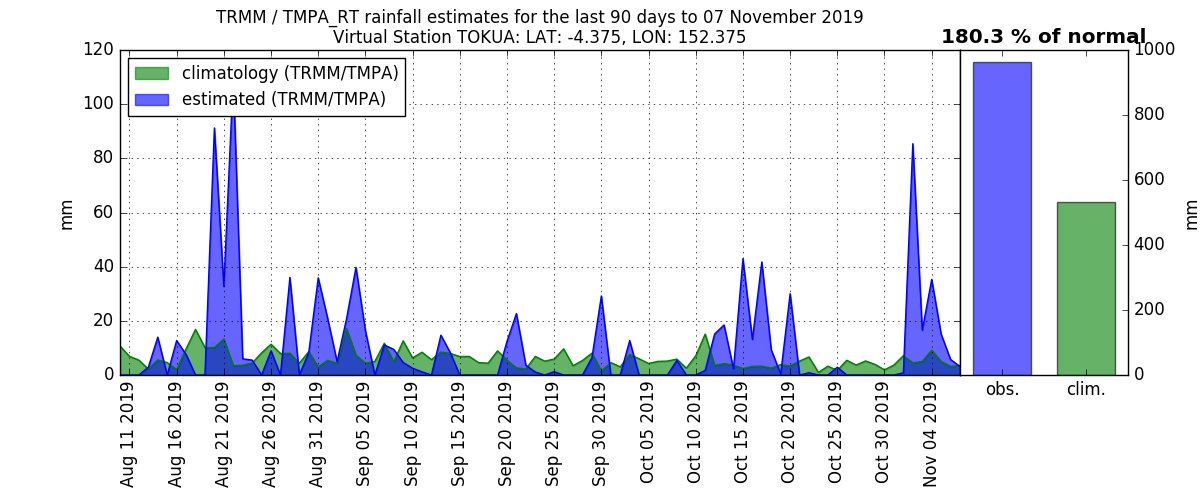 TRMM / TMPA_RT rainfall estimates for the last 90 days to 07 November 2019
Virtual Station TOKUA: LAT: -4.375, LON: 152.375
180.3 % of normal
climatology (TRMM/TMPA)
estimated (TRMM/TMPA)
120
100
80
60
40
20
0
mm
1000
800
600
400
200
0
mm
Aug 11 2019
Aug 16 2019
Aug 21 2019
Aug 26 2019
Aug 31 2019
Sep 05 2019
Sep 10 2019
Sep 15 2019
Sep 20 2019
Sep 25 2019
Sep 30 2019
Oct 05 2019
Oct 10 2019
Oct 15 2019
Oct 20 2019
Oct 25 2019
Oct 30 2019
Nov 04 2019
obs.
clim.